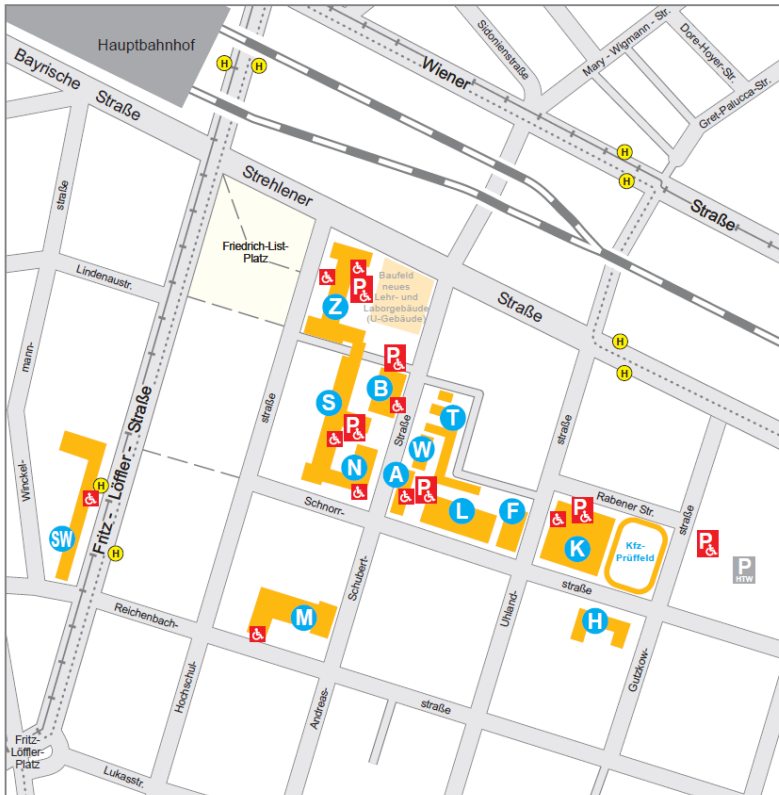 Hauptbahnhof
Bayrische Straße
H
H
Wiener
Sidonienstraße
Mary - Wigmann - Str.
Dore-Hoyer-Str.
Gret-Palucca-Str.
H
H
Straße
Strehlener
straße
Friedrich-List-
Platz
Lindenaustr.
Baufeld
neues
Lehr- und
Laborgebäude
(U-Gebäude)
P
Z
Straße
H
H
mann-
Fritz - Löffler - Straße
straße
P
S
B
T
Straße
P
W
straße
N
A
P
L
F
Rabener Str.
straße
P
K
Kfz-
Prüffeld
P
P
HTW
Winckel-
H
SW
H
Schnorr-
Schubert-
straße
Uhland-
H
Reichenbach-
M
Gutzkow-
Hochschul-
Andreas-
straße
Fritz-
Löffler-
Platz
Lukasstr.